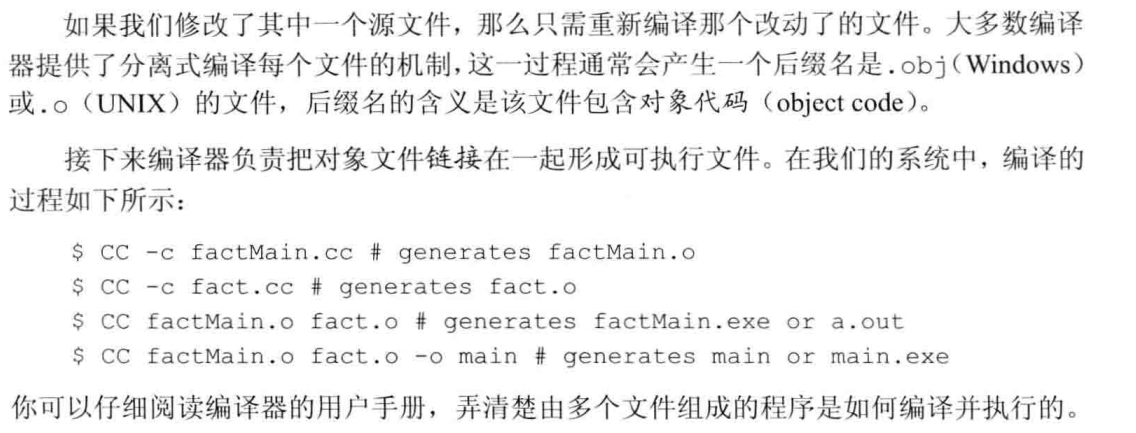 如果我们修改了其中一个源文件，那么只需重新编译那个改动了的文件。大多数编译
器提供了分离式编译每个文件的机制，这一过程通常会产生一个后缀名是.obj（Windows）
或.o（UNIX）的文件，后缀名的含义是该文件包含对象代码（object code）。
接下来编译器负责把对象文件链接在一起形成可执行文件。在我们的系统中，编译的
过程如下所示：
$ CC -c factMain.cc # generates factMain.o
$ CC -c fact.cc # generates fact.o
$ CC factMain.o fact.o # generates factMain.exe or a.out
$ CC factMain.o fact.o -o main # generates main or main.exe
你可以仔细阅读编译器的用户手册，弄清楚由多个文件组成的程序是如何编译并执行的。